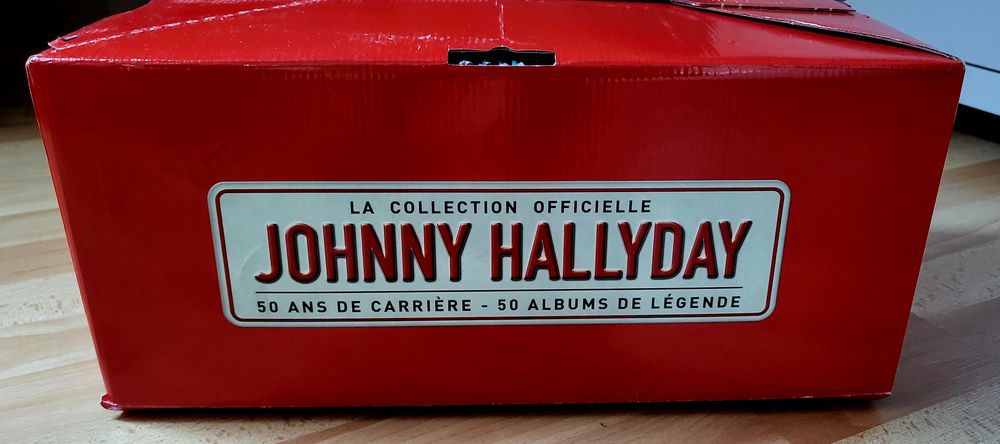 LA COLLECTION OFFICIELLE
JOHNNY HALLYDAY
50 ANS DE CARRIÈRE - 50 ALBUMS DE LÉGENDE